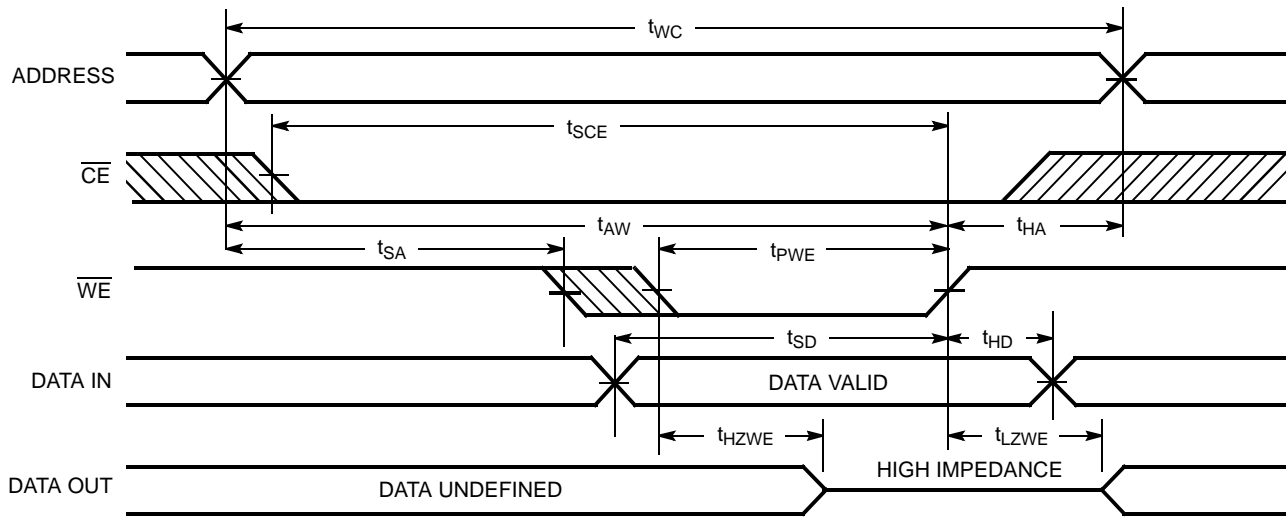 tWC
ADDRESS
tSCE
CE
tAW
tHA
tSA
tPWE
WE
tSD
tHD
DATA IN
DATA VALID
tHZWE
tLZWE
HIGH IMPEDANCE
DATA OUT
DATA UNDEFINED